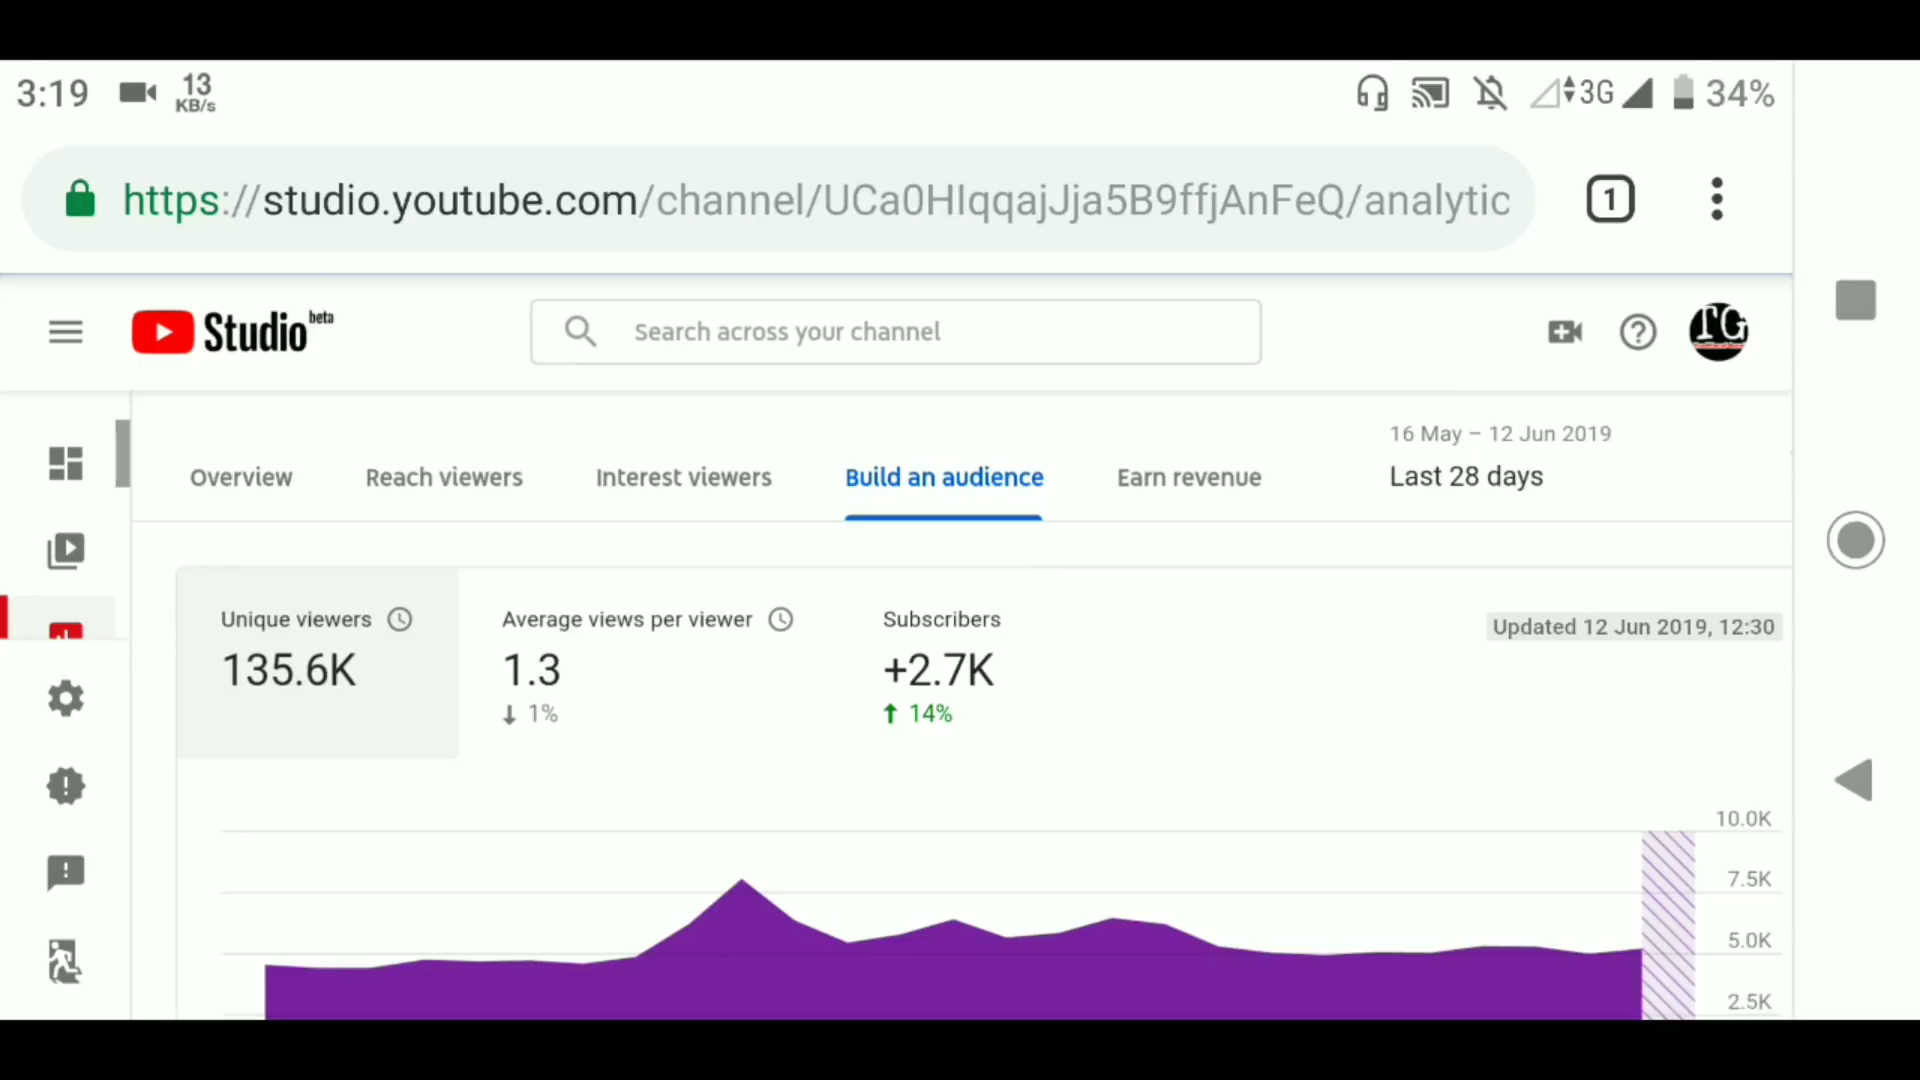 3:19 13 KB/s 3G 34%
https://studio.youtube.com/channel/UCa0HIqqajJja5B9ffjAnFeQ/analytic 1
Studio beta Search across your channel TG
16 May – 12 Jun 2019
Overview Reach viewers Interest viewers Build an audience Earn revenue Last 28 days
Unique viewers Average views per viewer Subscribers Updated 12 Jun 2019, 12:30
135.6K 1.3 +2.7K
1% 14%
10.0K
7.5K
5.0K
2.5K